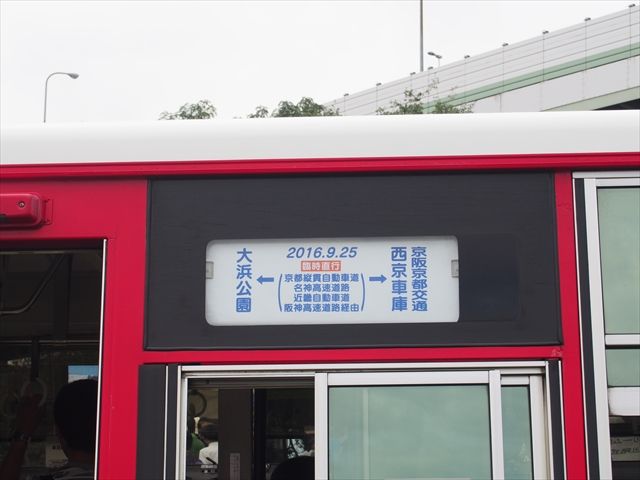 大浜公園
2016.9.25
臨時直行
京都縦貫自動車道
名神高速道路
近畿自動車道
阪神高速道路経由
京阪京都交通
西京車庫